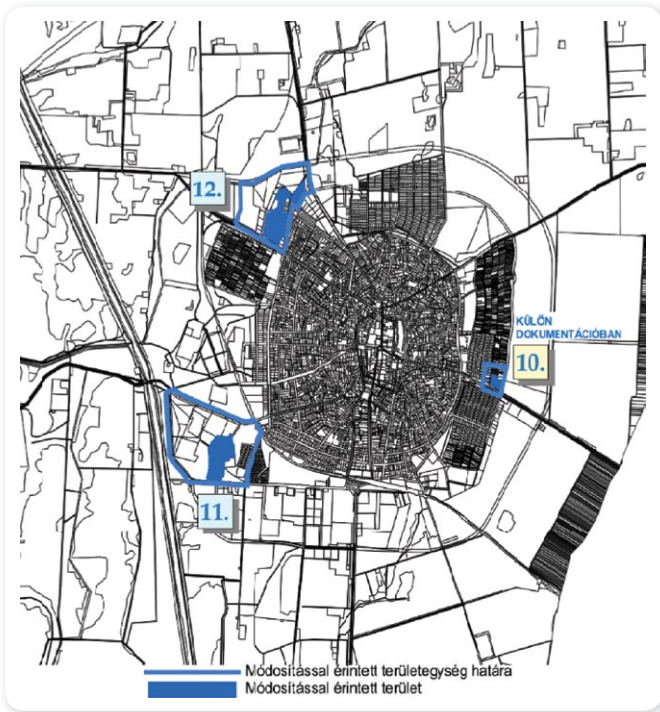 12.
KÜLÖN
DOKUMENTÁCIÓBAN
10.
11.
Módosítással érintett területegység határa
Módosítással érintett terület